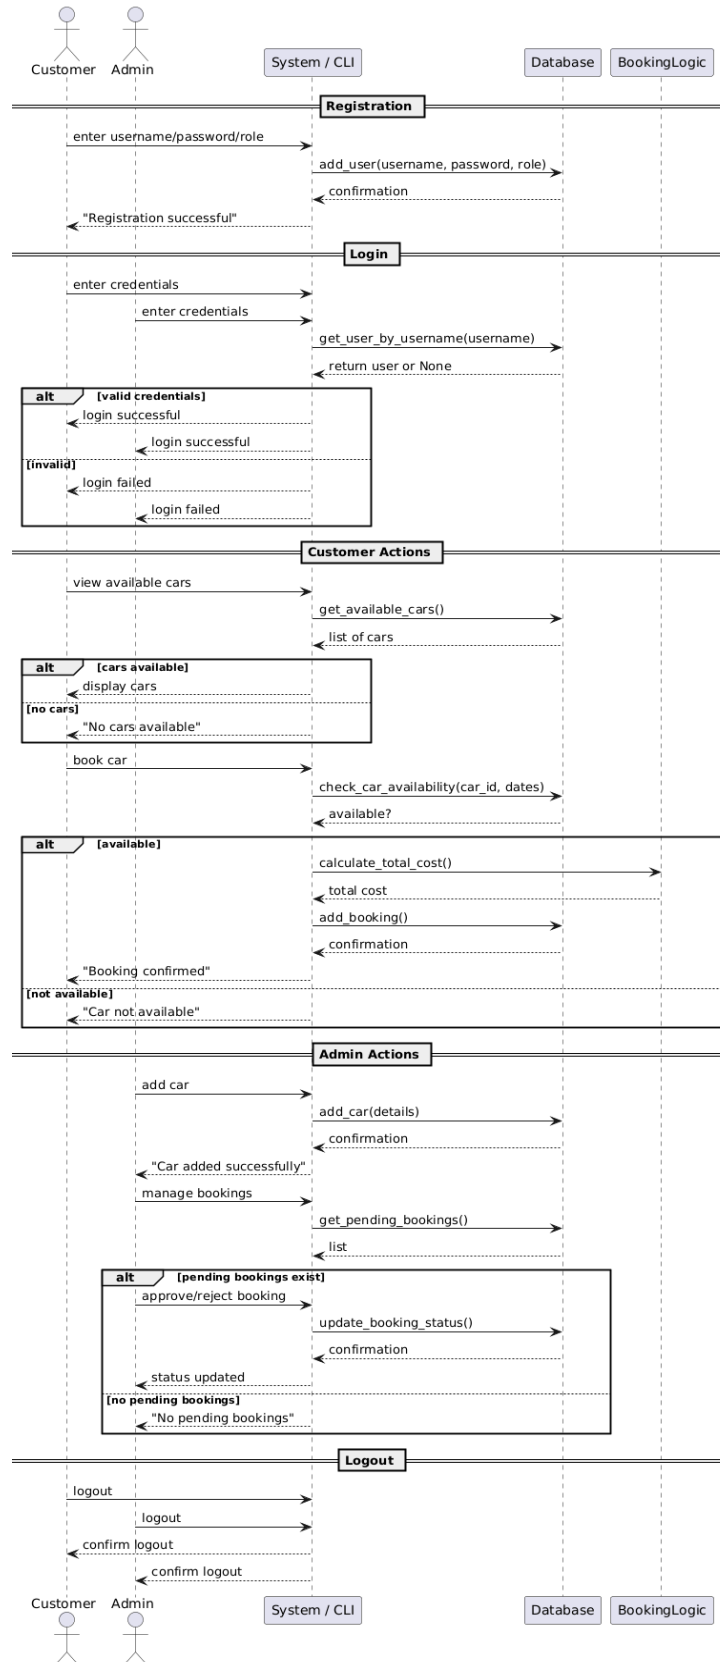 Customer Admin System / CLI Database BookingLogic
Registration
enter username/password/role
add_user(username, password, role)
confirmation
"Registration successful"
Login
enter credentials
enter credentials
get_user_by_username(username)
return user or None
alt [valid credentials]
login successful
login successful
[invalid]
login failed
login failed
Customer Actions
view available cars
get_available_cars()
list of cars
alt [cars available]
display cars
[no cars]
"No cars available"
book car
check_car_availability(car_id, dates)
available?
alt [available]
calculate_total_cost()
total cost
add_booking()
confirmation
"Booking confirmed"
[not available]
"Car not available"
Admin Actions
add car
add_car(details)
confirmation
"Car added successfully"
manage bookings
get_pending_bookings()
list
alt [pending bookings exist]
approve/reject booking
update_booking_status()
confirmation
status updated
[no pending bookings]
"No pending bookings"
Logout
logout
logout
confirm logout
confirm logout
Customer Admin System / CLI Database BookingLogic